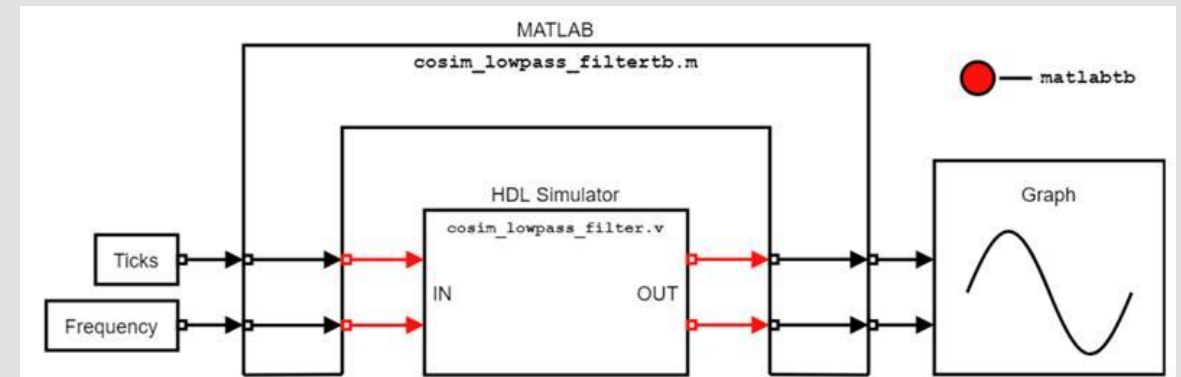 MATLAB
cosim_lowpass_filtertb.m
matlabtb
HDL Simulator
Graph
cosim_lowpass_filter.v
Ticks
IN
OUT
Frequency